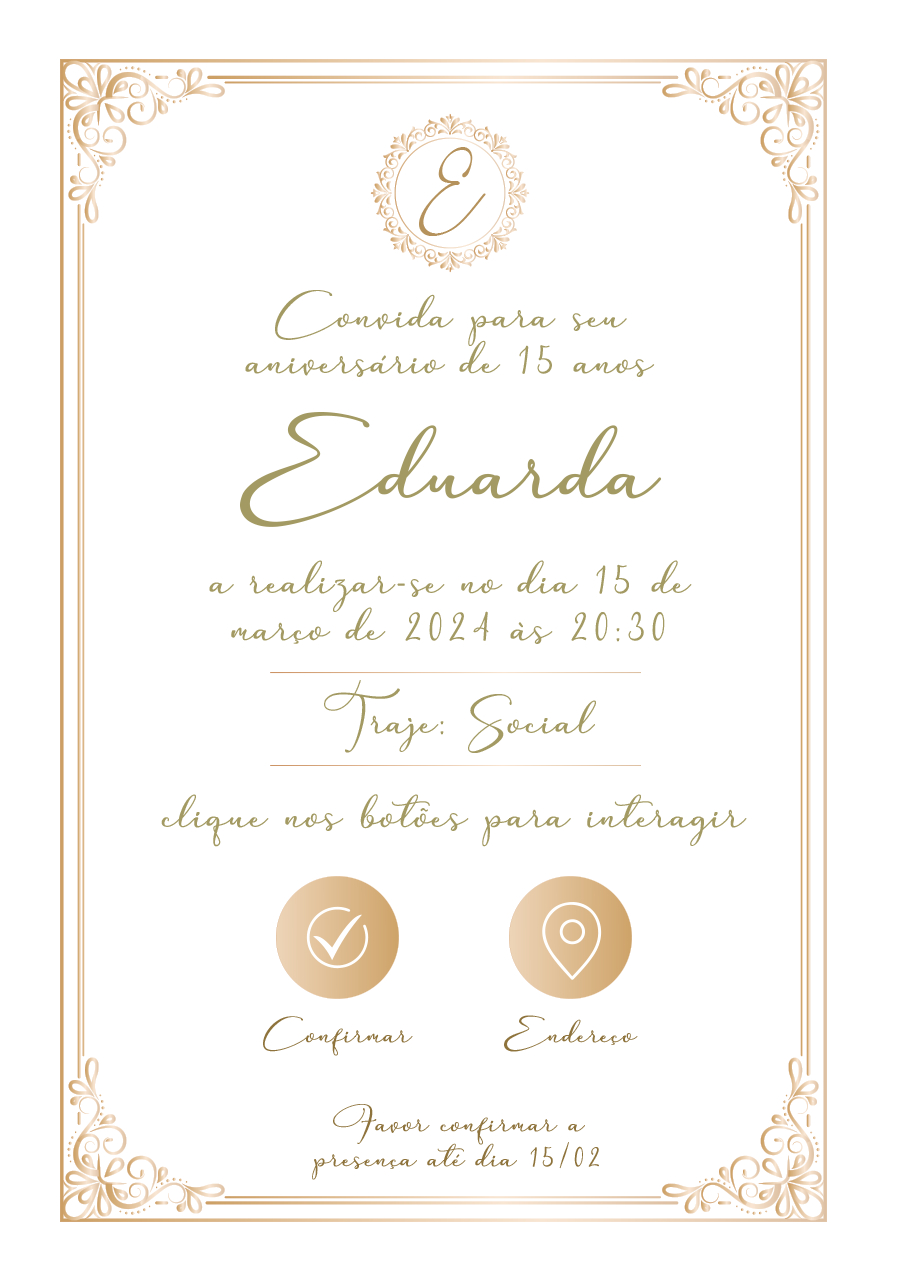 E
Convida para seu
aniversário de 15 anos
Eduarda
a realizar-se no dia 15 de
março de 2024 às 20:30
Traje: Social
clique nos botões para interagir
Confirmar
Endereço
Favor confirmar a
presença até dia 15/02